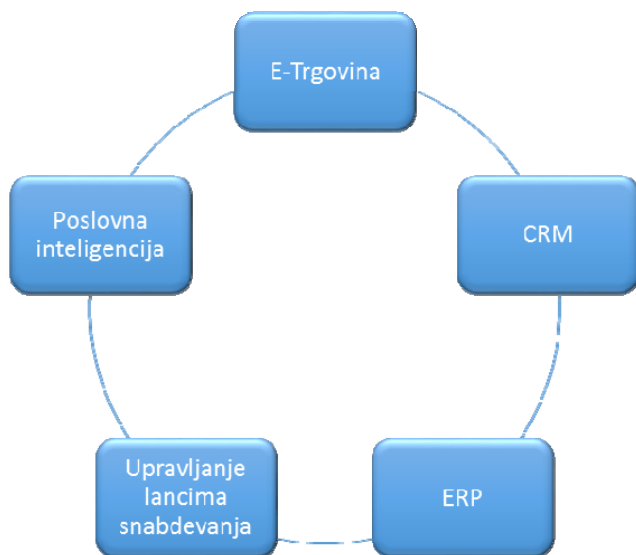 E-Trgovina
CRM
ERP
Upravljanje
lancima
snabdevanja
Poslovna
inteligencija